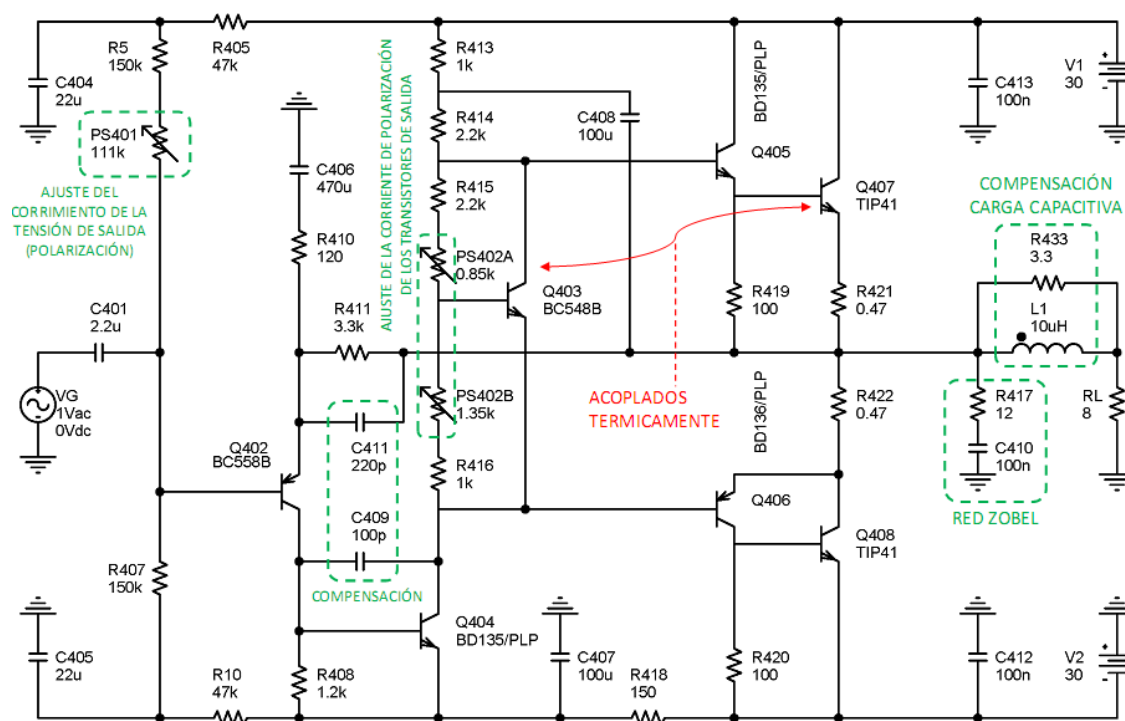 R5
150k
R405
47k
C404
22u
PS401
111k
AJUSTE DEL
CORRIMIENTO DE LA
TENSIÓN DE SALIDA
(POLARIZACIÓN)
C401
2.2u
VG
1Vac
0Vdc
R407
150k
C405
22u
R10
47k
C406
470u
R410
120
R411
3.3k
Q402
BC558B
C411
220p
C409
100p
COMPENSACIÓN
R408
1.2k
Q404
BD135/PLP
AJUSTE DE LA CORRIENTE DE POLARIZACIÓN
DE LOS TRANSISTORES DE SALIDA
R413
1k
R414
2.2k
R415
2.2k
PS402A
0.85k
PS402B
1.35k
R416
1k
C408
100u
Q403
BC548B
C407
100u
R418
150
BD135/PLP
Q405
Q407
TIP41
R419
100
R421
0.47
ACOPLADOS
TERMICAMENTE
BD136/PLP
R422
0.47
Q406
Q408
TIP41
R420
100
C413
100n
V1
30
COMPENSACIÓN
CARGA CAPACITIVA
R433
3.3
L1
10uH
R417
12
C410
100n
RL
8
RED ZOBEL
C412
100n
V2
30